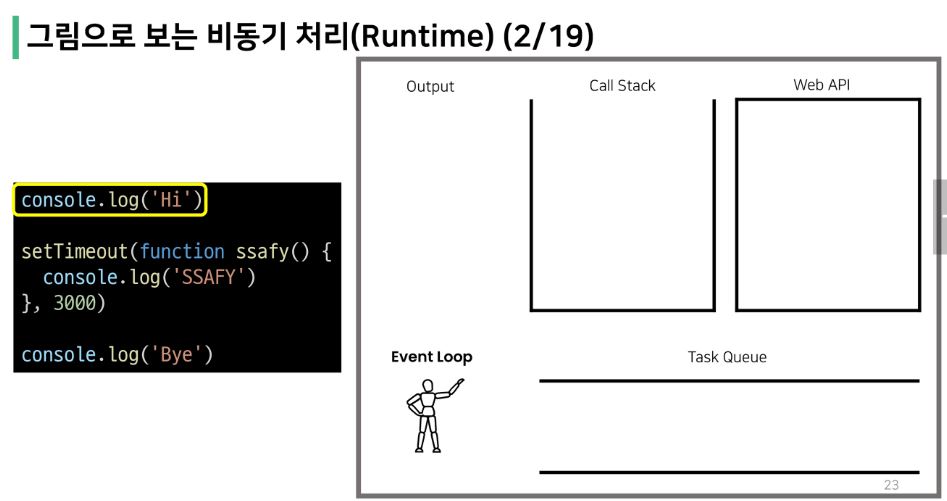 그림으로 보는 비동기 처리(Runtime) (2/19)
Output
Call Stack
Web API
console.log('Hi')
setTimeout(function ssafy() {
  console.log('SSAFY')
}, 3000)
console.log('Bye')
Event Loop
Task Queue
23